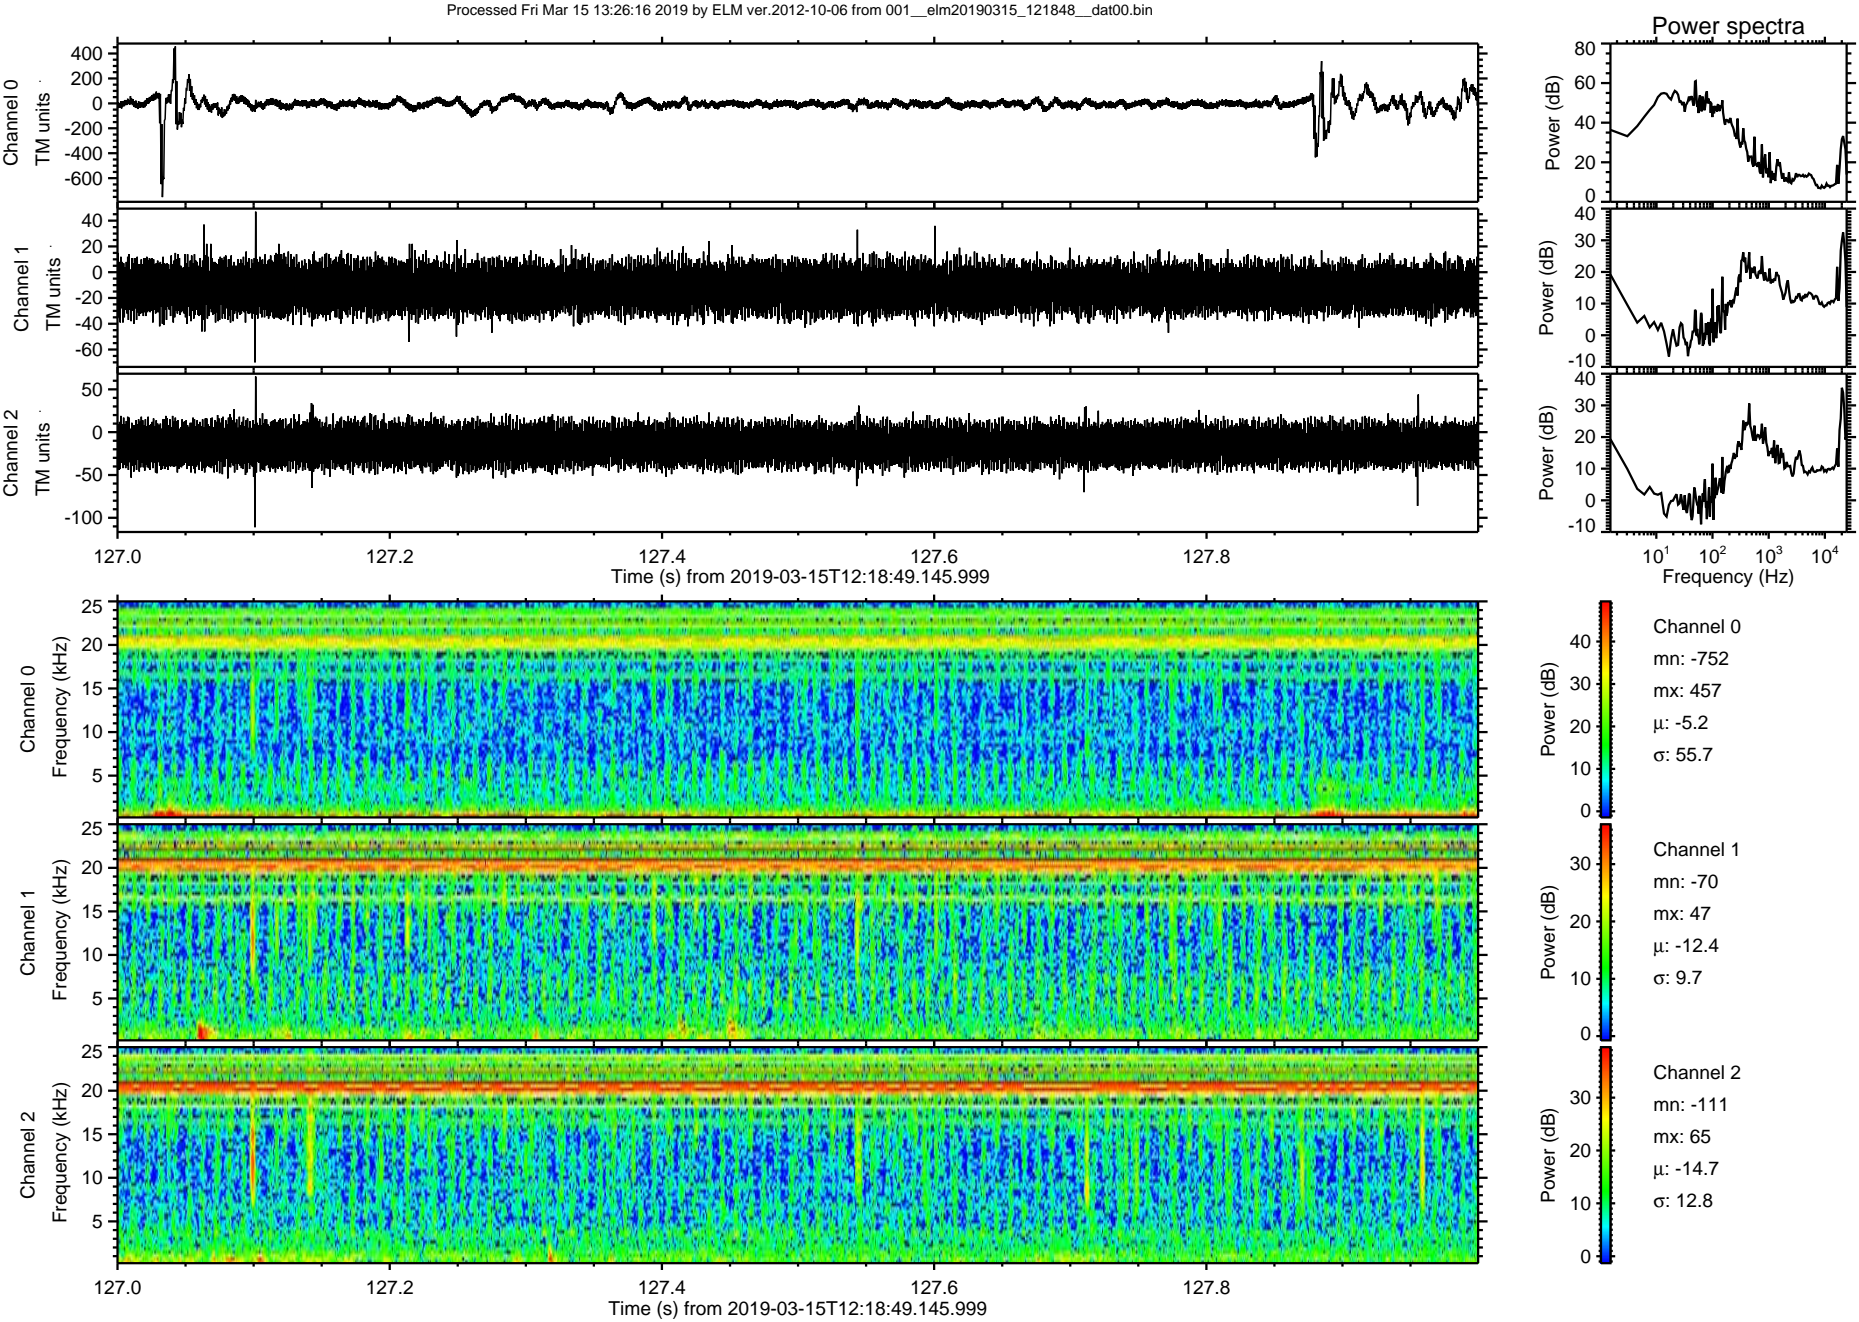 Processed Fri Mar 15 13:26:16 2019 by ELM ver.2012-10-06 from 001__elm20190315_121848__dat00.bin
Power spectra
Channel 0
TM units
400
200
0
-200
-400
-600
Power (dB)
80
60
40
20
0
Channel 1
TM units
40
20
0
-20
-40
-60
Power (dB)
40
30
20
10
0
-10
Channel 2
TM units
50
0
-50
-100
Power (dB)
40
30
20
10
0
-10
127.0 127.2 127.4 127.6 127.8
Time (s) from 2019-03-15T12:18:49.145.999
10¹ 10² 10³ 10⁴
Frequency (Hz)
Channel 0
Frequency (kHz)
25
20
15
10
5
Power (dB)
40
30
20
10
0
Channel 0
mn: -752
mx: 457
μ: -5.2
σ: 55.7
Channel 1
Frequency (kHz)
25
20
15
10
5
Power (dB)
30
20
10
0
Channel 1
mn: -70
mx: 47
μ: -12.4
σ: 9.7
Channel 2
Frequency (kHz)
25
20
15
10
5
Power (dB)
30
20
10
0
Channel 2
mn: -111
mx: 65
μ: -14.7
σ: 12.8
127.0 127.2 127.4 127.6 127.8
Time (s) from 2019-03-15T12:18:49.145.999